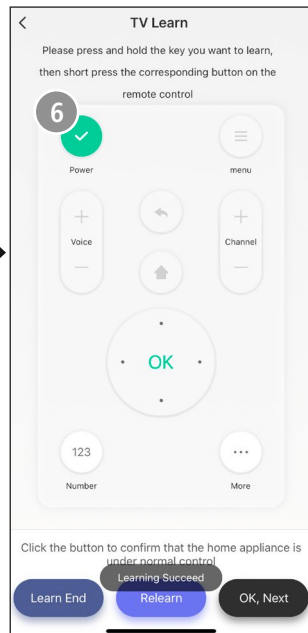 TV Learn
Please press and hold the key you want to learn,
then short press the corresponding button on the
remote control
6
Power
menu
Voice
Channel
OK
123
Number
More
Click the button to confirm that the home appliance is
under normal control
Learning Succeed
Learn End
Relearn
OK, Next